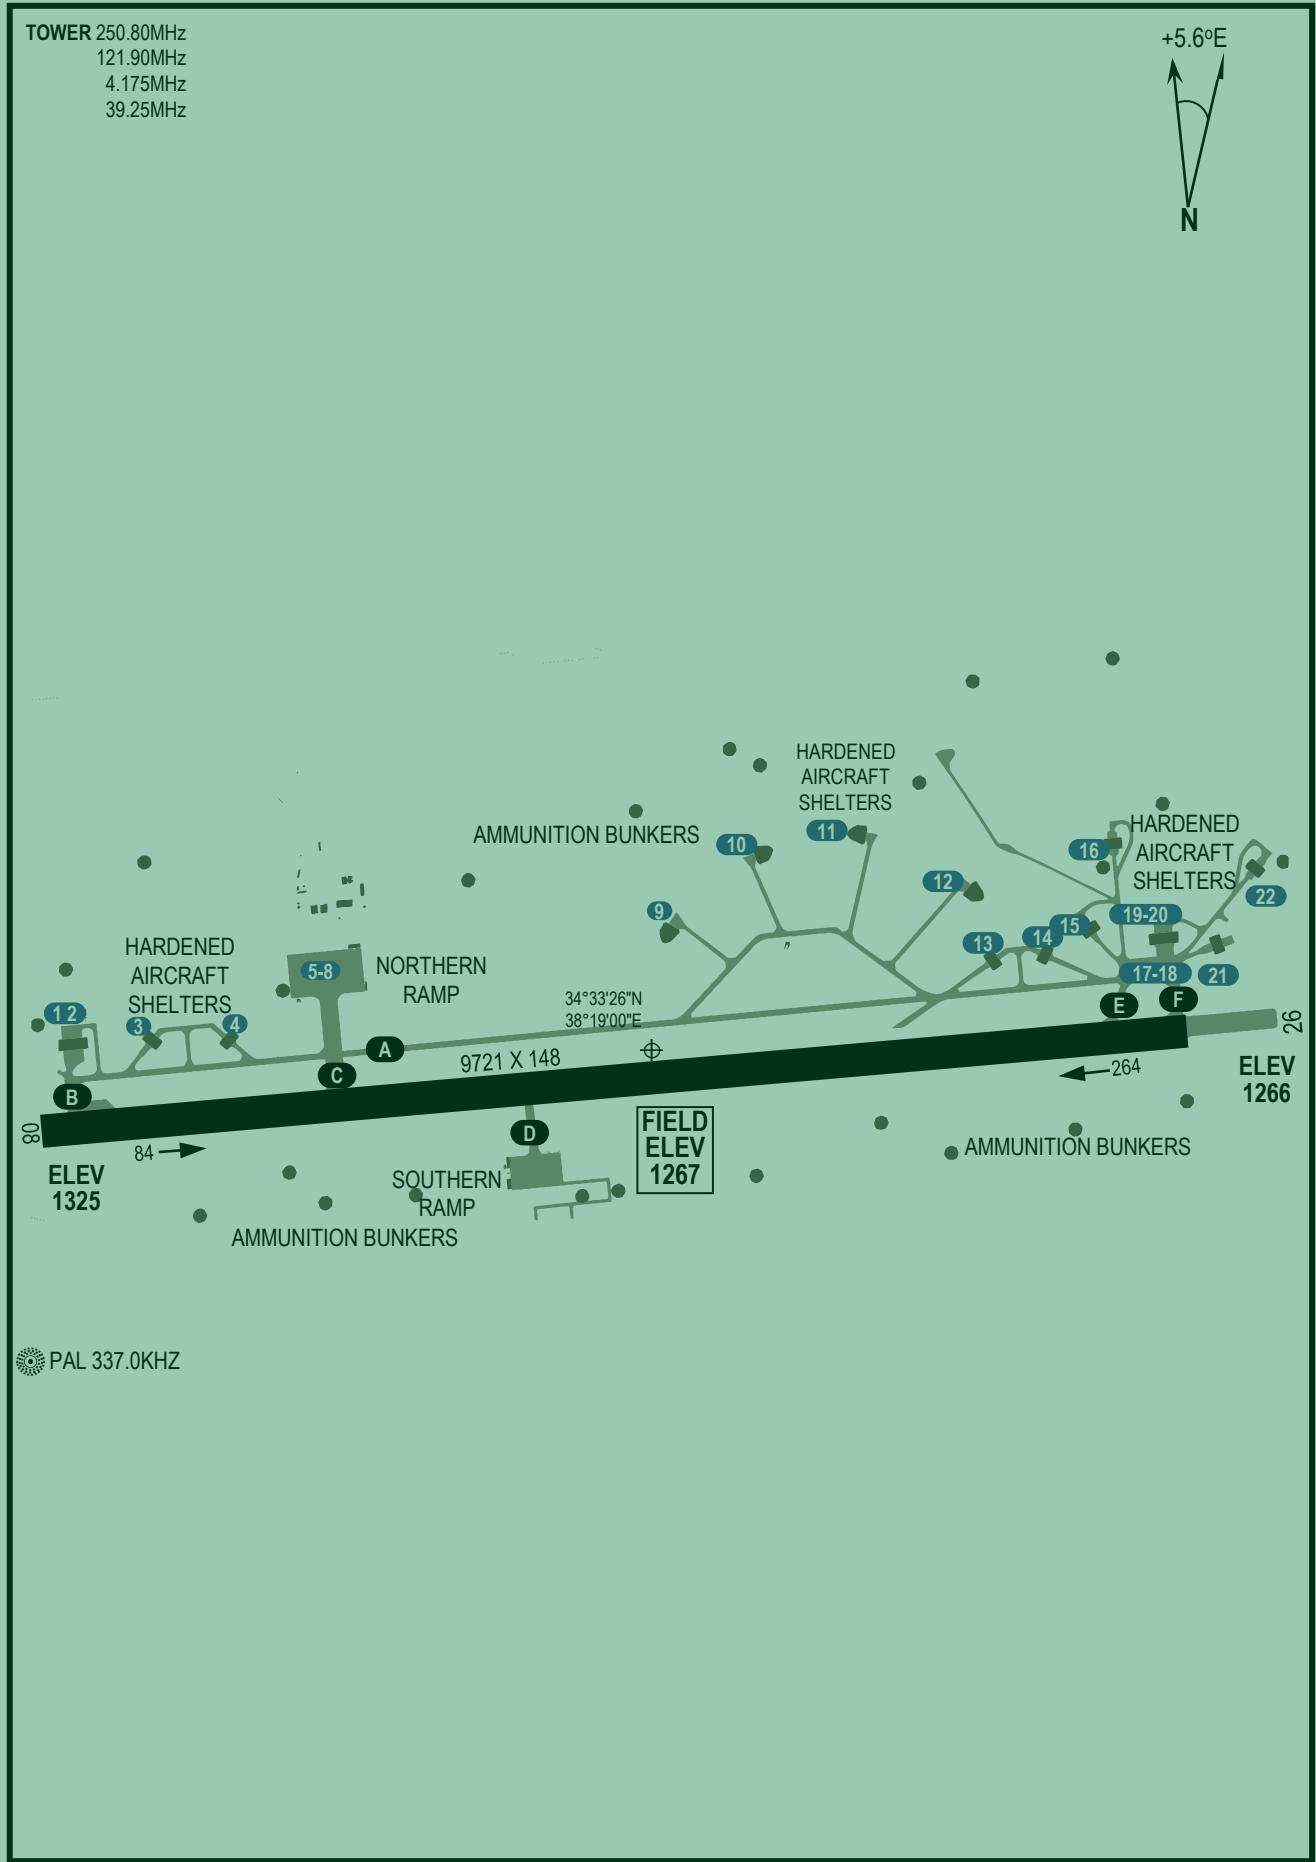 TOWER 250.80MHz
121.90MHz
4.175MHz
39.25MHz
+5.6ºE
N
HARDENED
AIRCRAFT
SHELTERS
AMMUNITION BUNKERS
10
11
12
9
13
14
15
16
HARDENED
AIRCRAFT
SHELTERS
22
19-20
17-18
21
HARDENED
AIRCRAFT
SHELTERS
1 2
3
4
5-8
NORTHERN
RAMP
34°33'26"N
38°19'00"E
A
9721 X 148
C
B
E
F
26
264
ELEV
1266
08
84
ELEV
1325
D
FIELD
ELEV
1267
SOUTHERN
RAMP
AMMUNITION BUNKERS
AMMUNITION BUNKERS
PAL 337.0KHZ